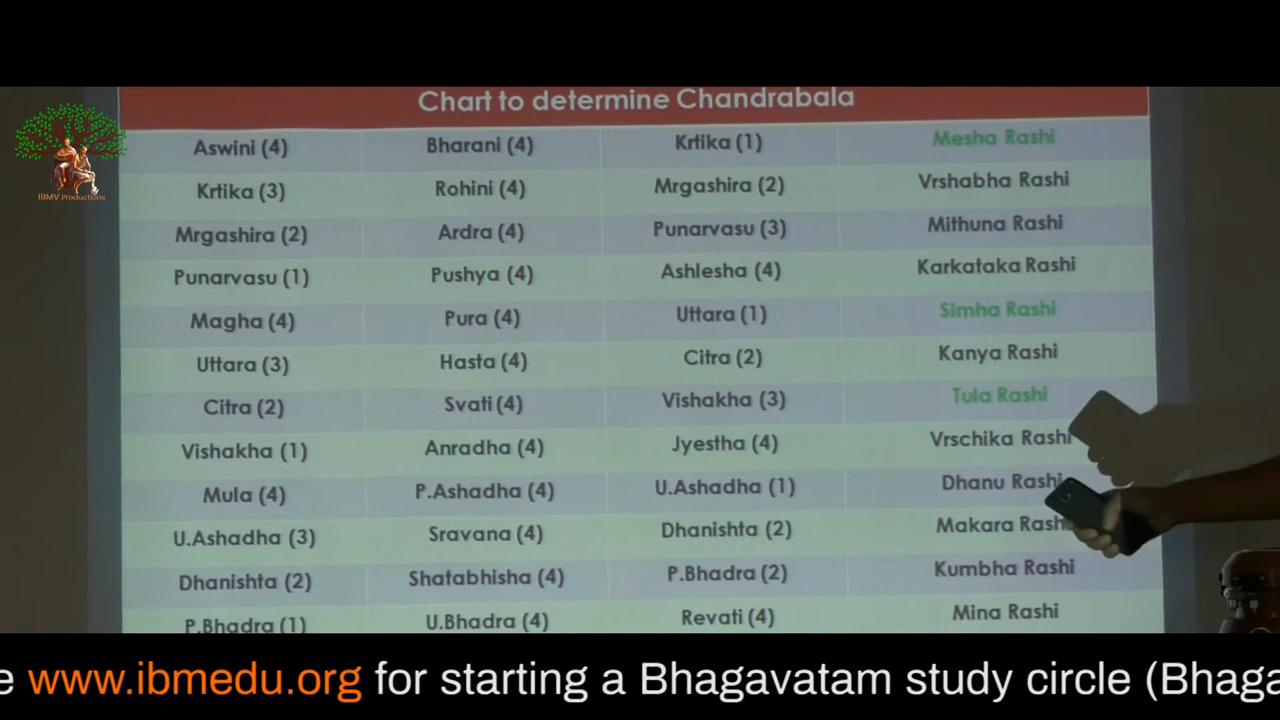 Chart to determine Chandrabala
Aswini (4) Bharani (4) Krtika (1) Mesha Rashi
Krtika (3) Rohini (4) Mrgashira (2) Vrshabha Rashi
Mrgashira (2) Ardra (4) Punarvasu (3) Mithuna Rashi
Punarvasu (1) Pushya (4) Ashlesha (4) Karkataka Rashi
Magha (4) Pura (4) Uttara (1) Simha Rashi
Uttara (3) Hasta (4) Citra (2) Kanya Rashi
Citra (2) Svati (4) Vishakha (3) Tula Rashi
Vishakha (1) Anradha (4) Jyestha (4) Vrschika Rashi
Mula (4) P.Ashadha (4) U.Ashadha (1) Dhanu Rashi
U.Ashadha (3) Sravana (4) Dhanishta (2) Makara Rash
Dhanishta (2) Shatabhisha (4) P.Bhadra (2) Kumbha Rashi
P.Bhadra (1) U.Bhadra (4) Revati (4) Mina Rashi
IBMV Productions
e www.ibmedu.org for starting a Bhagavatam study circle (Bhaga